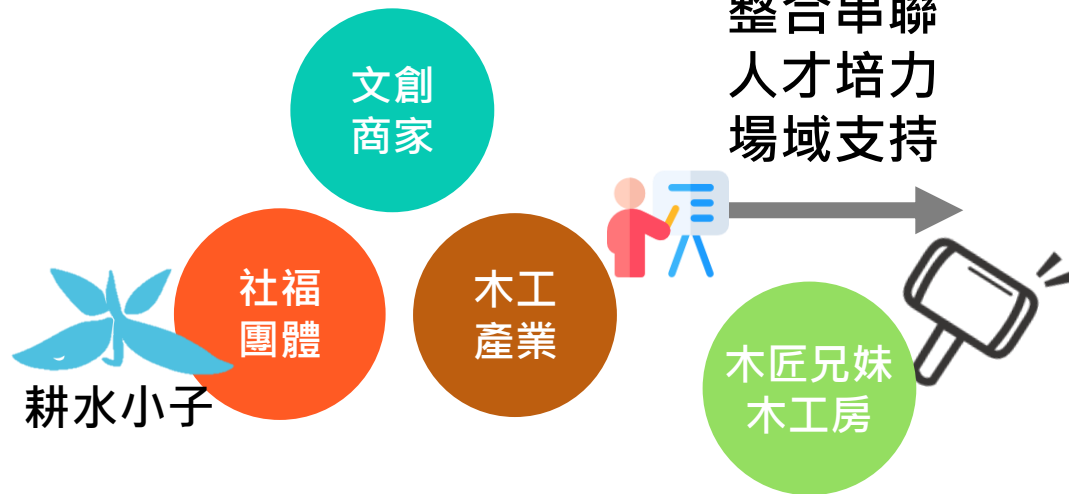 整合串聯
人才培力
場域支持
文創
商家
社福
團體
木工
產業
木匠兄妹
木工房
耕水小子